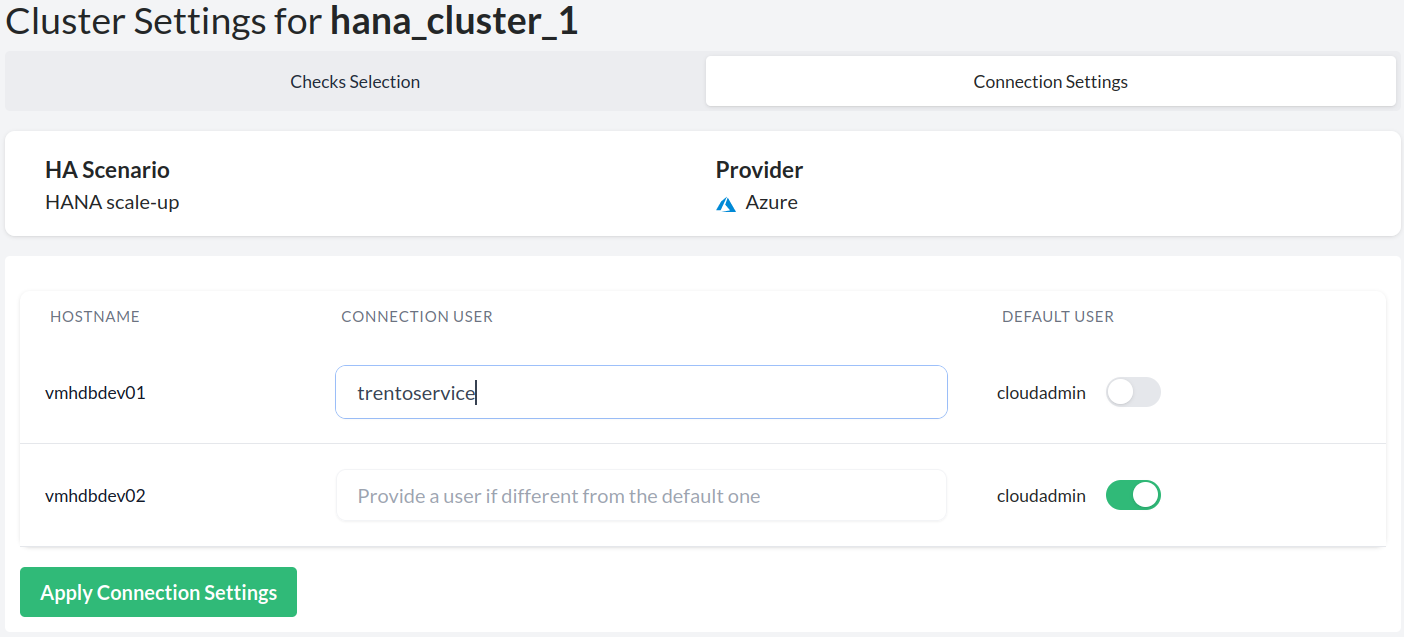 Cluster Settings for hana_cluster_1
Checks Selection
Connection Settings
HA Scenario
HANA scale-up
Provider
Azure
HOSTNAME
CONNECTION USER
DEFAULT USER
vmhdbdev01
trentoservice
cloudadmin
vmhdbdev02
Provide a user if different from the default one
cloudadmin
Apply Connection Settings